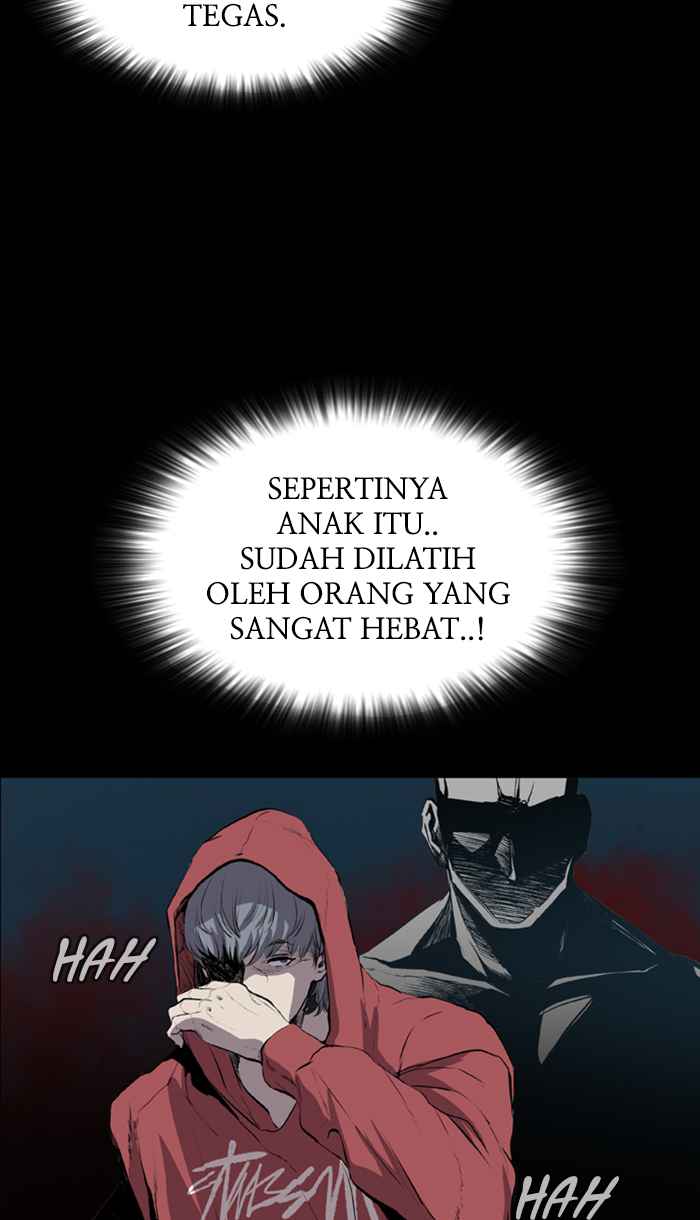 TEGAS.
SEPERTINYA
ANAK ITU..
SUDAH DILATIH
OLEH ORANG YANG
SANGAT HEBAT..!
HAH
HAH